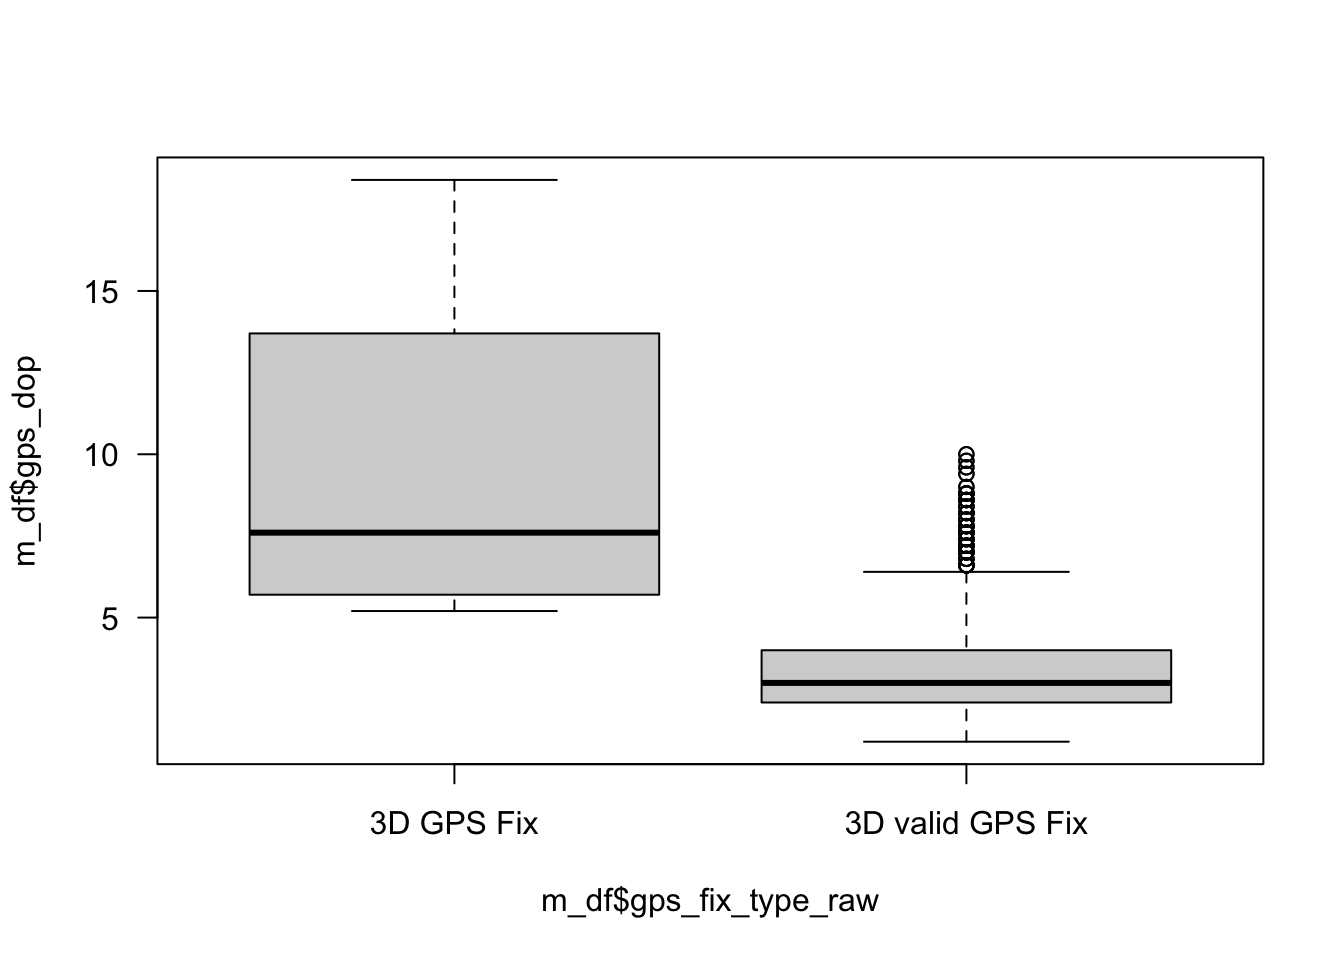 m_df$gps_dop
15
10
5
3D GPS Fix
3D valid GPS Fix
m_df$gps_fix_type_raw